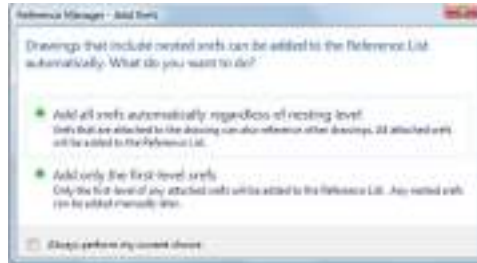 Reference Manager - Add Xrefs
Drawings that include nested xrefs can be added to the Reference List
automatically. What do you want to do?
Add all xrefs automatically regardless of nesting level
Xrefs that are attached to the drawing can also reference other drawings. All attached xrefs
will be added to the Reference List.
Add only the first-level xrefs
Only the first level of any attached xrefs will be added to the Reference List. Any nested xrefs
can be added manually later.
Always perform my current choice